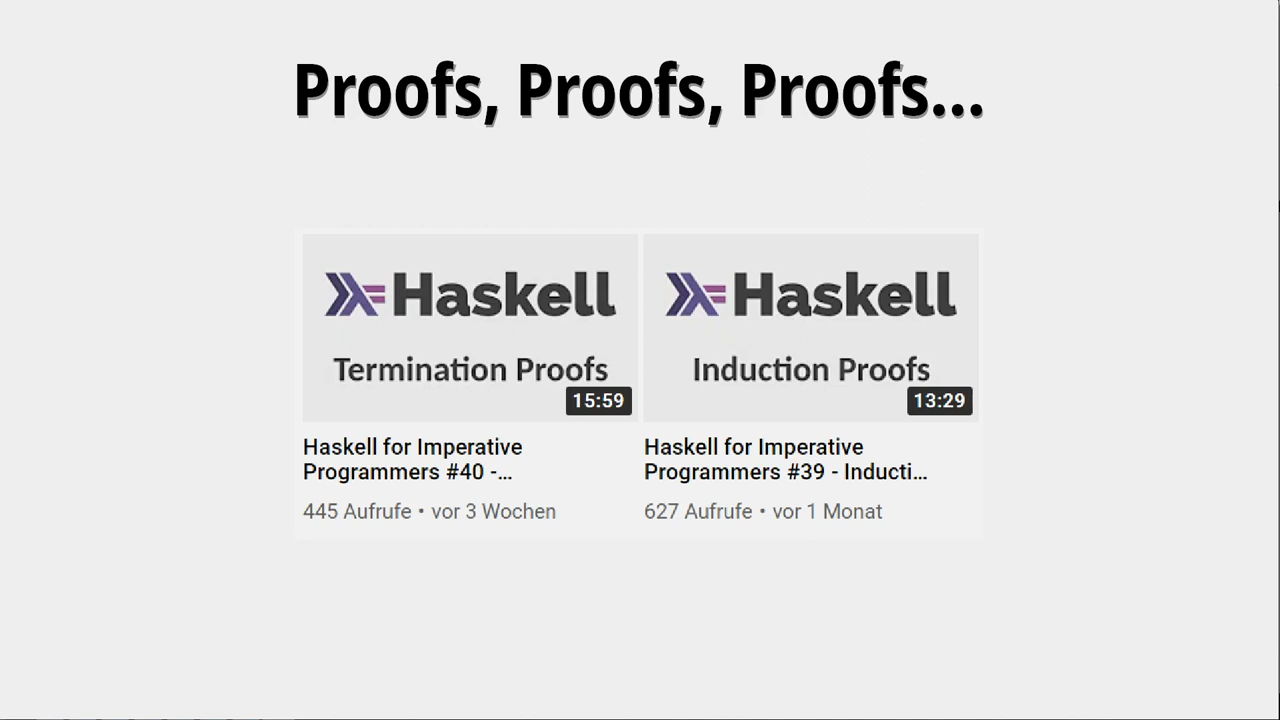 Proofs, Proofs, Proofs...
Haskell
Termination Proofs
15:59
Haskell for Imperative
Programmers #40 -...
445 Aufrufe • vor 3 Wochen
Haskell
Induction Proofs
13:29
Haskell for Imperative
Programmers #39 - Inducti...
627 Aufrufe • vor 1 Monat